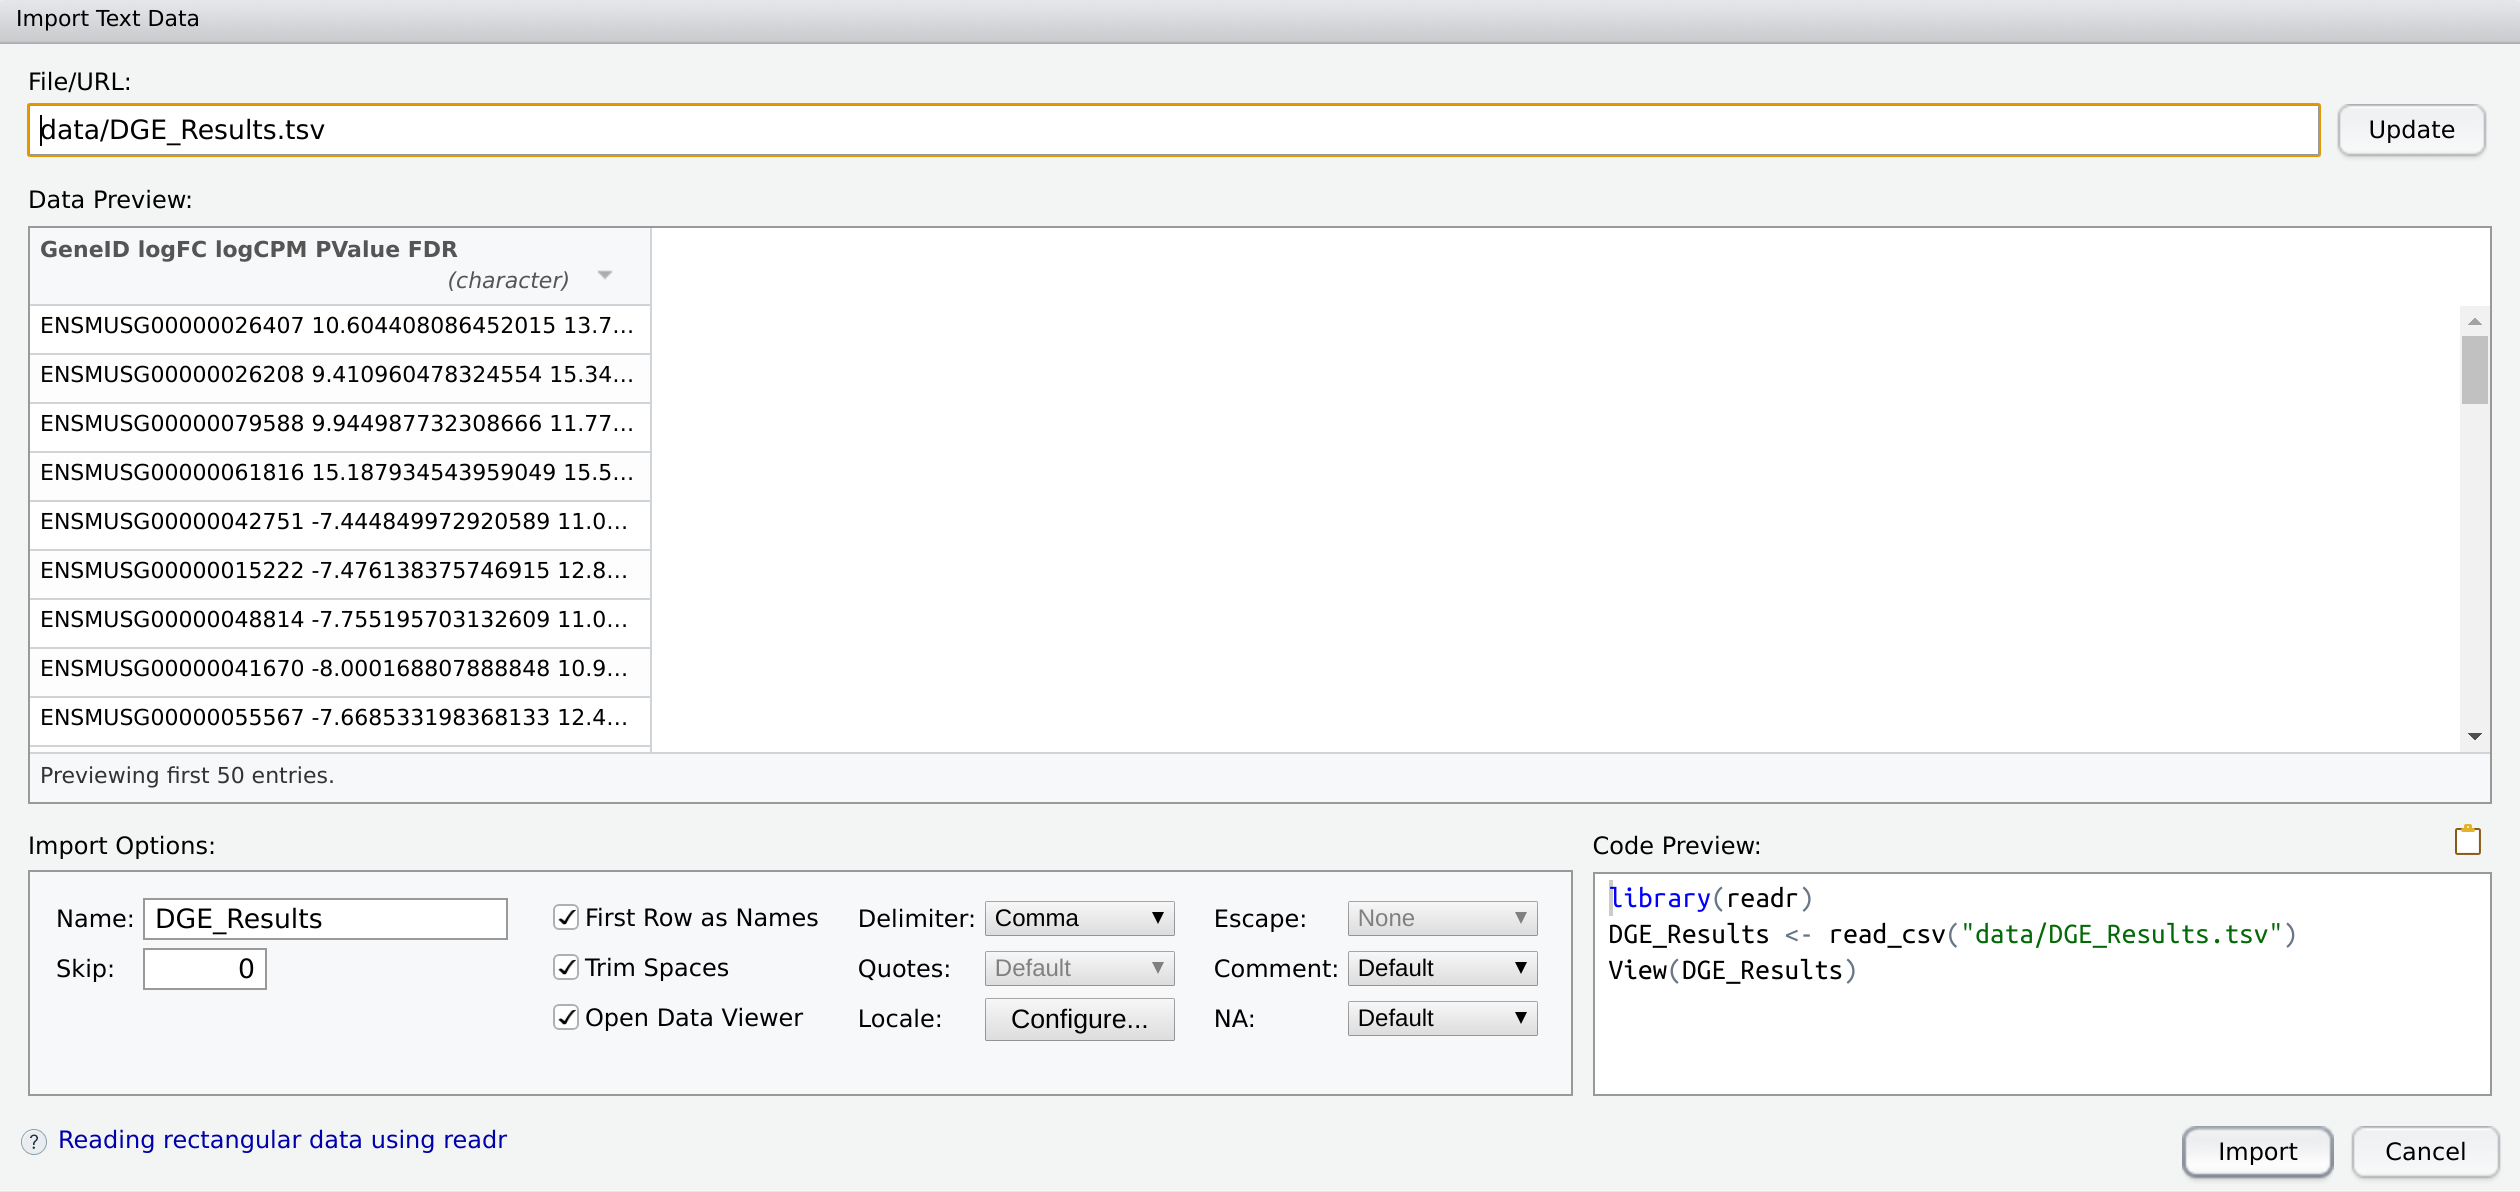 Import Text Data
File/URL:
data/DGE_Results.tsv
Update
Data Preview:
GeneID logFC logCPM PValue FDR
(character)
ENSMUSG00000026407 10.604408086452015 13.7...
ENSMUSG00000026208 9.410960478324554 15.34...
ENSMUSG00000079588 9.944987732308666 11.77...
ENSMUSG00000061816 15.187934543959049 15.5...
ENSMUSG00000042751 -7.444849972920589 11.0...
ENSMUSG00000015222 -7.476138375746915 12.8...
ENSMUSG00000048814 -7.755195703132609 11.0...
ENSMUSG00000041670 -8.000168807888848 10.9...
ENSMUSG00000055567 -7.668533198368133 12.4...
Previewing first 50 entries.
Import Options:
Name: DGE_Results
Skip: 0
First Row as Names
Trim Spaces
Open Data Viewer
Delimiter: Comma
Quotes: Default
Locale: Configure...
Escape: None
Comment: Default
NA: Default
Code Preview:
library(readr)
DGE_Results <- read_csv("data/DGE_Results.tsv")
View(DGE_Results)
? Reading rectangular data using readr
Import
Cancel